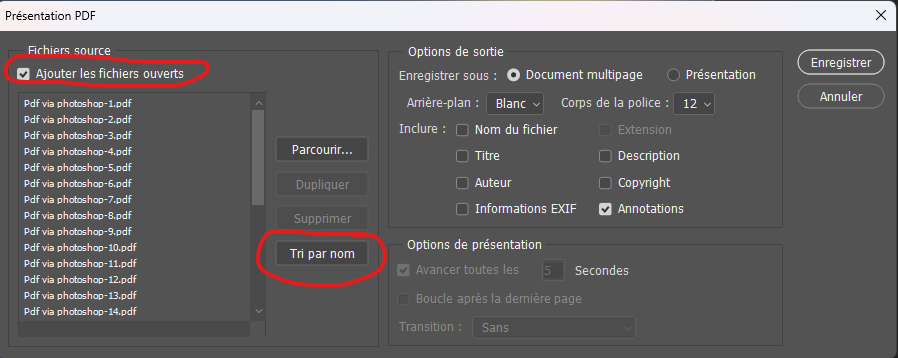 Présentation PDF
Fichiers source
Ajouter les fichiers ouverts
Pdf via photoshop-1.pdf
Pdf via photoshop-2.pdf
Pdf via photoshop-3.pdf
Pdf via photoshop-4.pdf
Pdf via photoshop-5.pdf
Pdf via photoshop-6.pdf
Pdf via photoshop-7.pdf
Pdf via photoshop-8.pdf
Pdf via photoshop-9.pdf
Pdf via photoshop-10.pdf
Pdf via photoshop-11.pdf
Pdf via photoshop-12.pdf
Pdf via photoshop-13.pdf
Pdf via photoshop-14.pdf
Parcourir...
Dupliquer
Supprimer
Tri par nom
Options de sortie
Enregistrer sous : Document multipage Présentation
Arrière-plan : Blanc Corps de la police : 12
Inclure : Nom du fichier Extension
Titre Description
Auteur Copyright
Informations EXIF Annotations
Options de présentation
Avancer toutes les 5 Secondes
Boucle après la dernière page
Transition : Sans
Enregistrer
Annuler